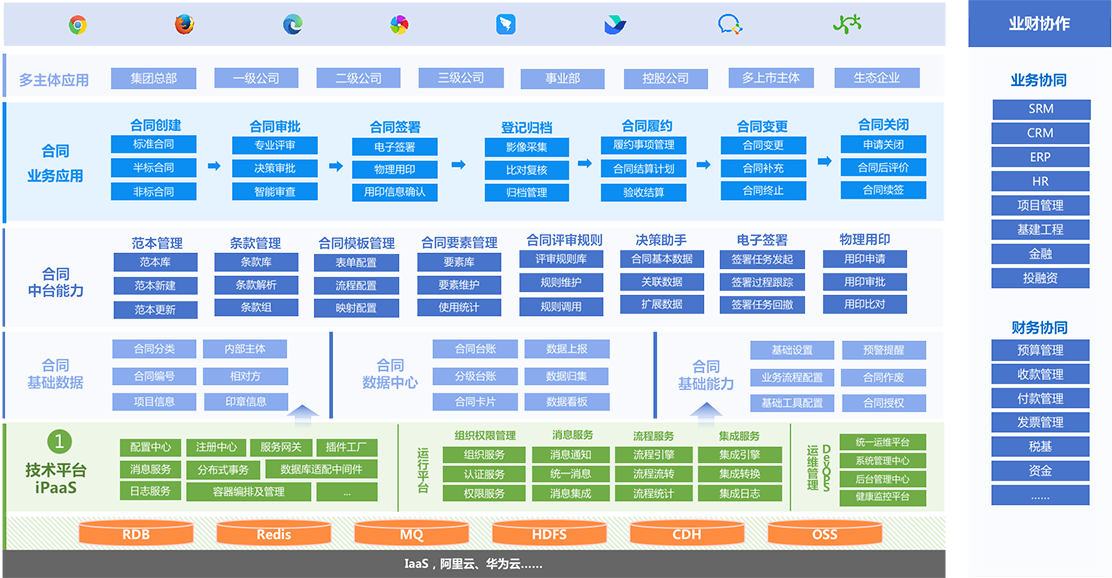 多主体应用
集团总部 一级公司 二级公司 三级公司 事业部 控股公司 多上市主体 生态企业
合同
业务应用
合同创建
标准合同
半标合同
非标合同
合同审批
专业评审
决策审批
智能审查
合同签署
电子签署
物理用印
用印信息确认
登记归档
影像采集
比对复核
归档管理
合同履约
履约事项管理
合同结算计划
验收结算
合同变更
合同变更
合同补充
合同终止
合同关闭
申请关闭
合同后评价
合同续签
合同
中台能力
范本管理
范本库
范本新建
范本更新
条款管理
条款库
条款解析
条款组
合同模板管理
表单配置
流程配置
映射配置
合同要素管理
要素库
要素维护
使用统计
合同评审规则
评审规则库
规则维护
规则调用
决策助手
合同基本数据
关联数据
扩展数据
电子签署
签署任务发起
签署过程跟踪
签署任务回撤
物理用印
用印申请
用印审批
用印比对
合同
基础数据
合同分类 内部主体
合同编号 相对方
项目信息 印章信息
合同
数据中心
合同台账 数据上报
分级台账 数据归集
合同卡片 数据看板
合同
基础能力
基础设置 预警提醒
业务流程配置 合同作废
基础工具配置 合同授权
1
技术平台
iPaaS
配置中心 注册中心 服务网关 插件工厂
消息服务 分布式事务 数据库适配中间件
日志服务 容器编排及管理 ...
运行平台
组织权限管理
组织服务
认证服务
权限服务
消息服务
消息通知
统一消息
消息集成
流程服务
流程引擎
流程流转
流程统计
集成服务
集成引擎
集成转换
集成日志
运维管理
DevOPS
统一运维平台
系统管理中心
后台管理中心
健康监控平台
RDB Redis MQ HDFS CDH OSS
IaaS，阿里云、华为云......
业财协作
业务协同
SRM
CRM
ERP
HR
项目管理
基建工程
金融
投融资
财务协同
预算管理
收款管理
付款管理
发票管理
税基
资金
......